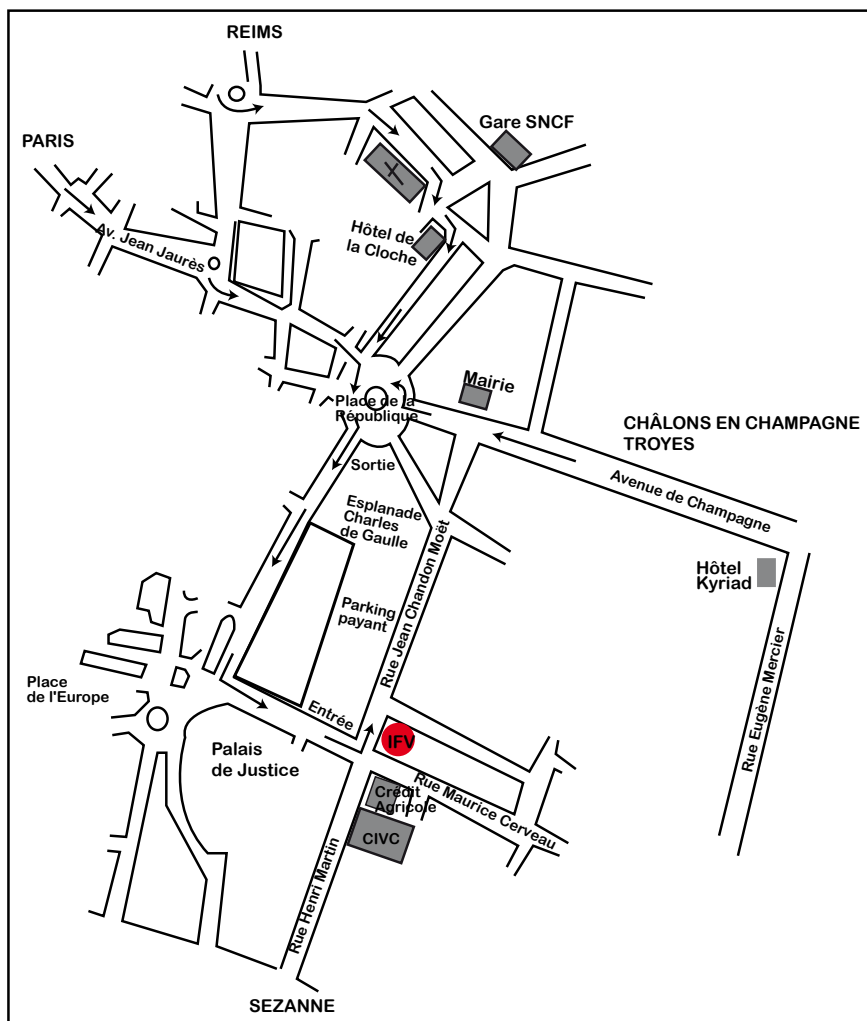 REIMS
Gare SNCF
PARIS
Av. Jean Jaurès
Hôtel de
la Cloche
Mairie
Place de la
République
CHÂLONS EN CHAMPAGNE
TROYES
Sortie
Avenue de Champagne
Esplanade
Charles
de Gaulle
Rue Jean Chandon Moët
Hôtel
Kyriad
Parking
payant
Rue Eugène Mercier
Place
de l'Europe
Entrée
IFV
Palais
de Justice
Rue Maurice Cerveau
Crédit
Agricole
CIVC
Rue Henri Martin
SEZANNE